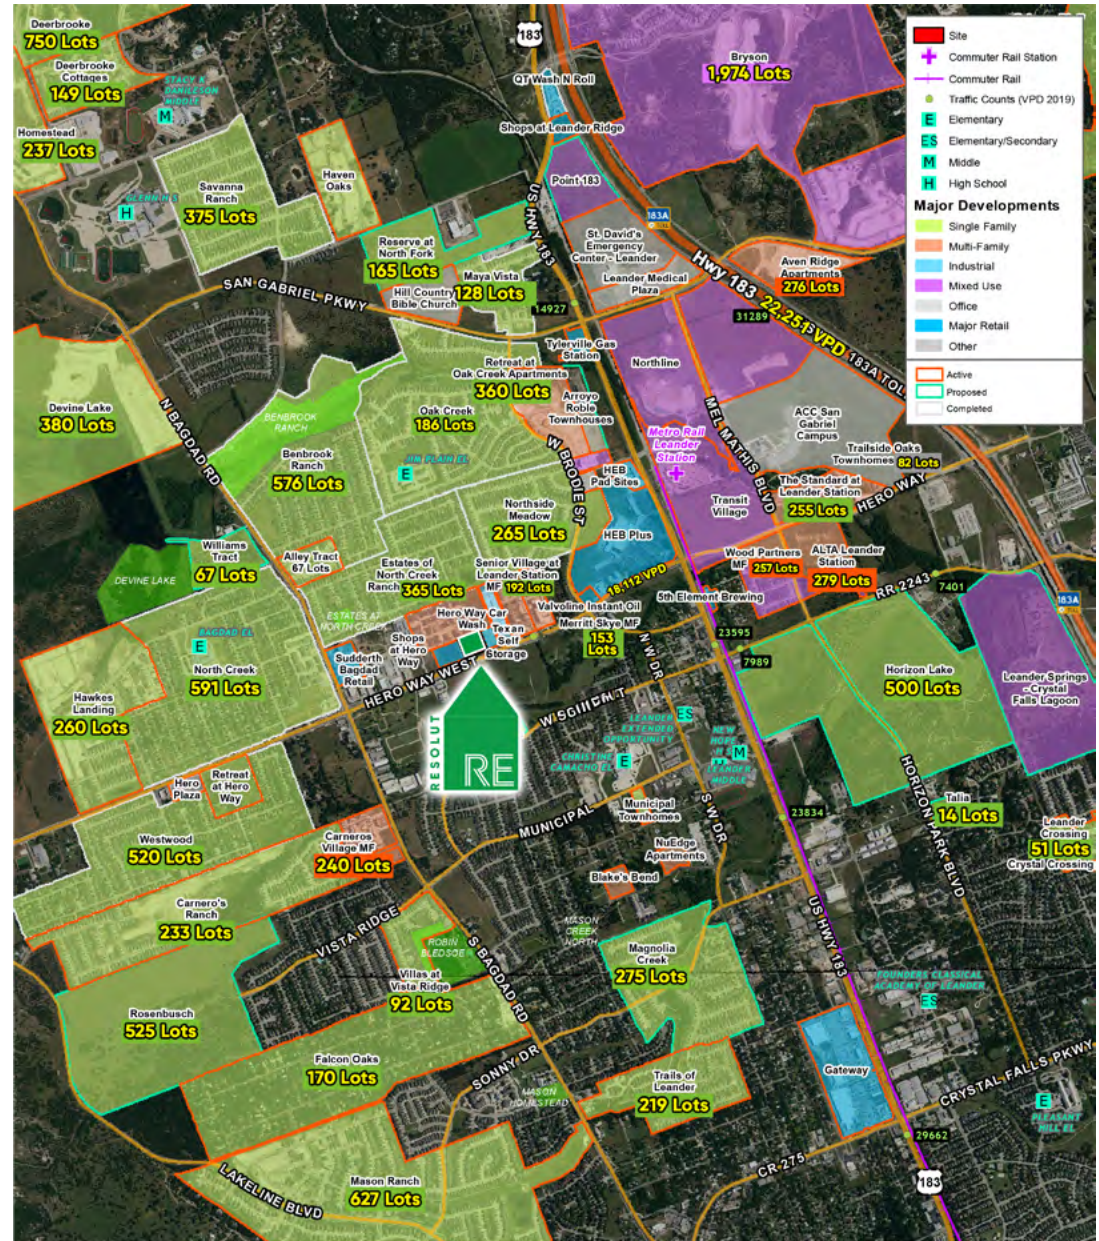 Deerbrooke
750 Lots
Deerbrooke
Cottages
149 Lots
STACY K
DANIELSON
MIDDLE
M
Homestead
237 Lots
GLENN H S
H
Savanna
Ranch
375 Lots
Haven
Oaks
183
QT Wash N Roll
Shops at Leander Ridge
Point 183
US HWY 183
Bryson
1,974 Lots
183A
TOLL
Site
Commuter Rail Station
Commuter Rail
Traffic Counts (VPD 2019)
E
Elementary
ES
Elementary/Secondary
M
Middle
H
High School
Major Developments
Single Family
Multi-Family
Industrial
Mixed Use
Office
Major Retail
Other
Active
Proposed
Completed
Reserve at
North Fork
165 Lots
Maya Vista
128 Lots
Hill Country
Bible Church
St. David's
Emergency
Center - Leander
Leander Medical
Plaza
Hwy 183 22,251 VPD
Aven Ridge
Apartments
276 Lots
183A TOLL
SAN GABRIEL PKWY
14927
31289
Tylerville Gas
Station
Northline
Retreat at
Oak Creek Apartments
360 Lots
Arroyo
Roble
Townhouses
Devine Lake
380 Lots
N BAGDAD RD
BENBROOK
RANCH
Benbrook
Ranch
576 Lots
Oak Creek
186 Lots
JIM PLAIN EL
E
W BRODIE ST
MEL MATHIS BLVD
ACC San
Gabriel
Campus
Metro Rail
Leander
Station
Trailside Oaks
Townhomes 82 Lots
HEB
Pad Sites
The Standard at
Leander Station
255 Lots
HERO WAY
Transit
Village
Northside
Meadow
265 Lots
HEB Plus
Williams
Tract
67 Lots
DEVINE LAKE
Alley Tract
67 Lots
Estates of
North Creek
Ranch
365 Lots
Senior Village at
Leander Station
MF 192 Lots
18,112 VPD
Wood Partners
MF 257 Lots
ALTA Leander
Station
279 Lots
RR 2243
7401
183A
TOLL
5th Element Brewing
Valvoline Instant Oil
Merritt Skye MF
153
Lots
ESTATES AT
NORTH CREEK
Hero Way Car
Wash
Texan
Self
Storage
Shops
at Hero
Way
Sudderth
Bagdad
Retail
BAGDAD EL
E
North Creek
591 Lots
Hawkes
Landing
260 Lots
HERO WAY WEST
N W DR
23595
7989
Horizon Lake
500 Lots
Leander Springs
- Crystal
Falls Lagoon
RESOLUT
RE
LEANDER
EXTENDED
OPPORTUNITY
ES
NEW
HOPE
H S
M
LEANDER
MIDDLE
CHRISTINE
CAMACHO EL
E
Hero
Plaza
Retreat
at Hero
Way
Municipal
Townhomes
MUNICIPAL
S W DR
HORIZON PARK BLVD
Talia
14 Lots
23834
Westwood
520 Lots
Carneros
Village MF
240 Lots
NuEdge
Apartments
Blake's Bend
Leander
Crossing
51 Lots
Crystal Crossing
Carnero's
Ranch
233 Lots
VISTA RIDGE
ROBIN
BLEDSOE
S BAGDAD RD
MASON
CREEK
NORTH
Magnolia
Creek
275 Lots
US HWY 183
FOUNDERS CLASSICAL
ACADEMY OF LEANDER
ES
Villas at
Vista Ridge
92 Lots
Rosenbusch
525 Lots
Falcon Oaks
170 Lots
SONNY DR
MASON
HOMESTEAD
Trails of
Leander
219 Lots
Gateway
CRYSTAL FALLS PKWY
E
PLEASANT
HILL EL
29662
CR 275
183
Mason Ranch
627 Lots
LAKELINE BLVD